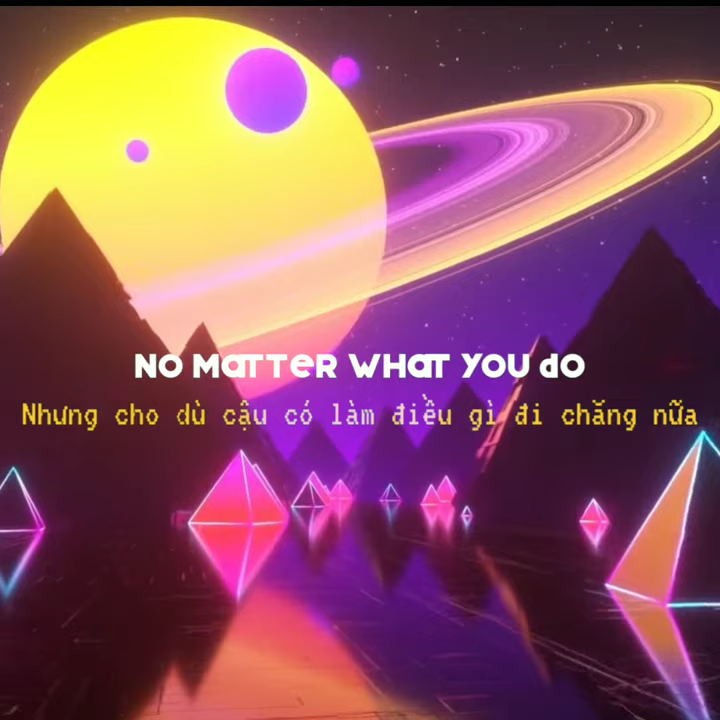 NO MaTTeR WHaT YOU dO
Nhưng cho dù cậu có làm điều gì đi chăng nữa